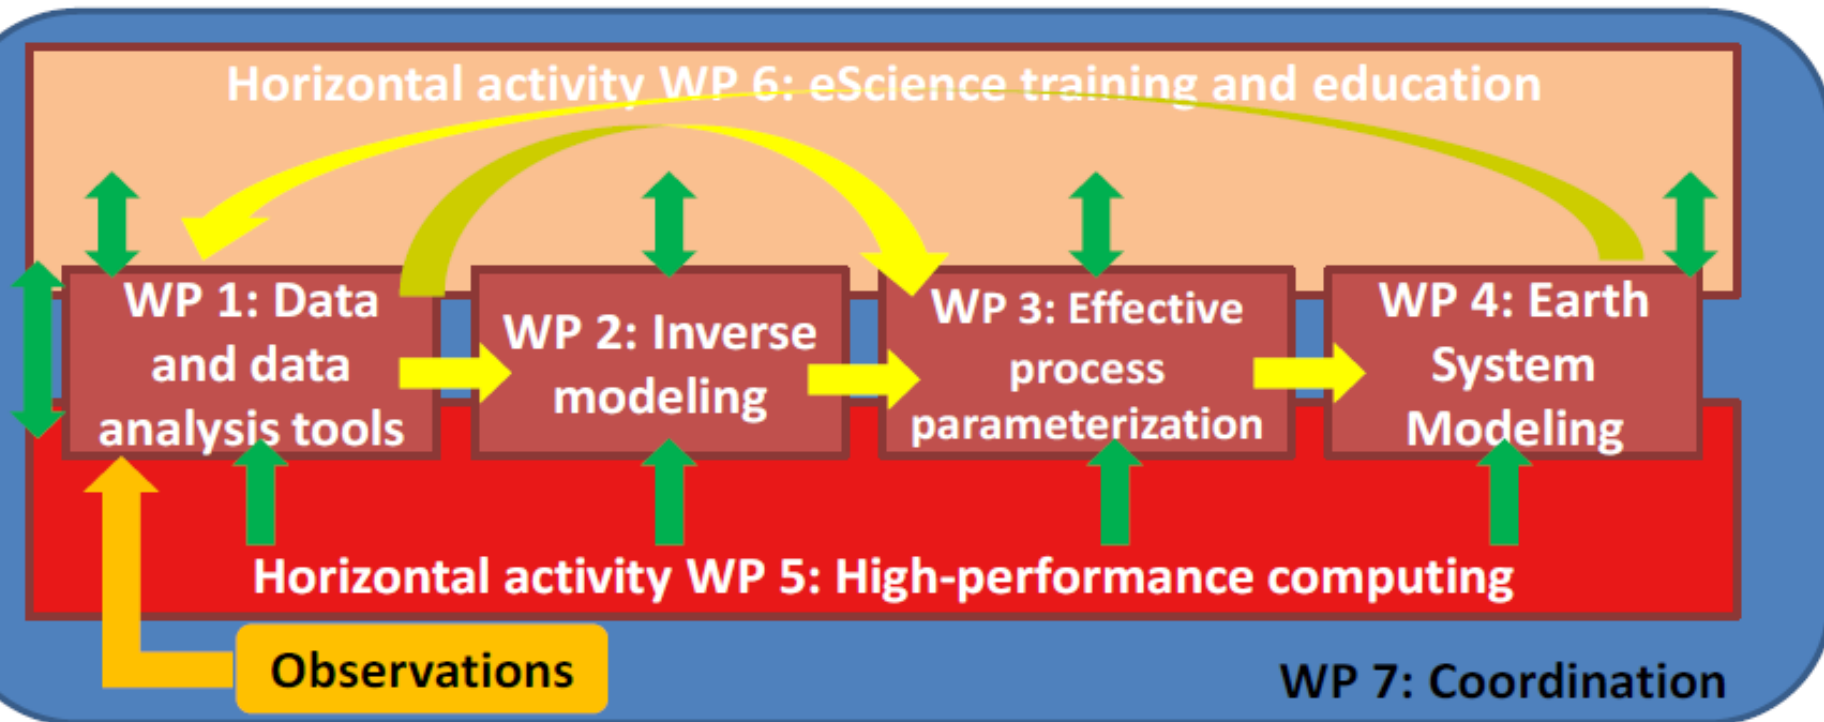 Horizontal activity WP 6: eScience training and education
WP 1: Data
and data
analysis tools
WP 2: Inverse
modeling
WP 3: Effective
process
parameterization
WP 4: Earth
System
Modeling
Horizontal activity WP 5: High-performance computing
Observations
WP 7: Coordination